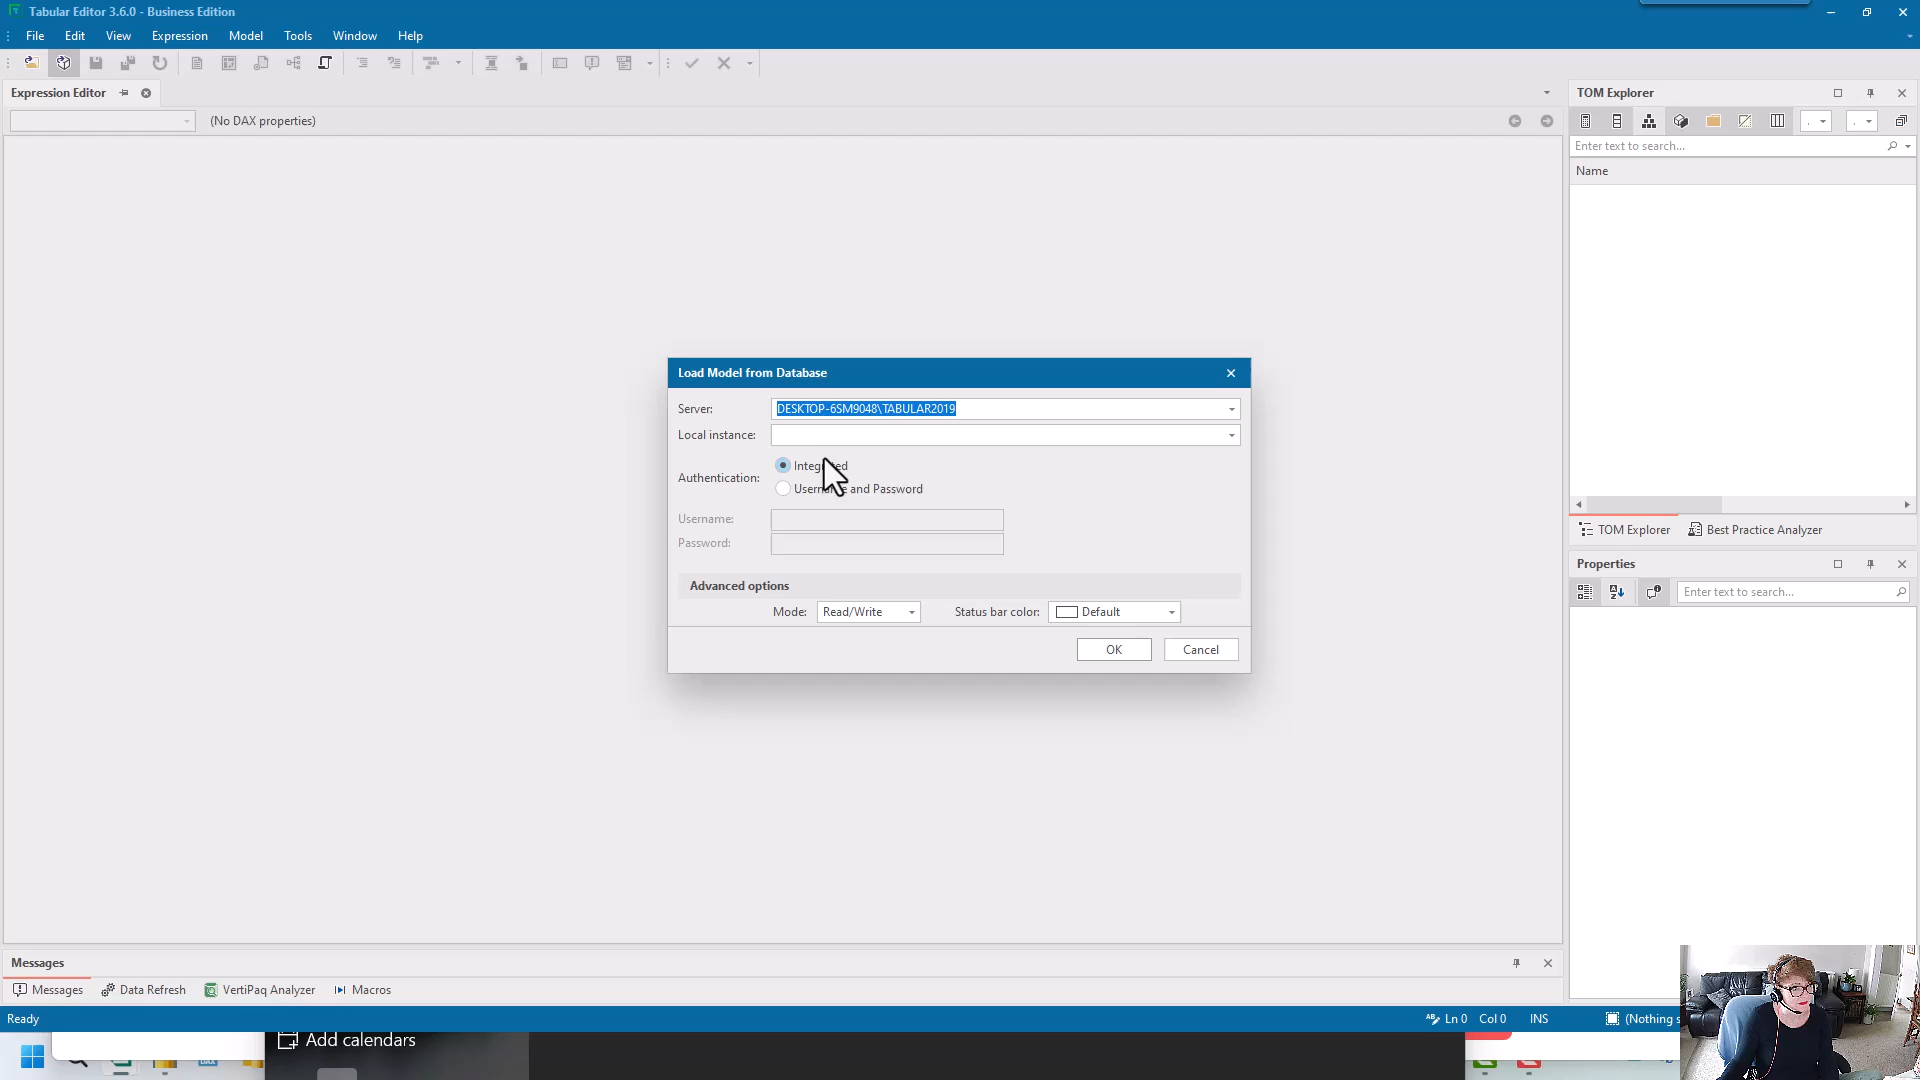 Tabular Editor 3.6.0 - Business Edition
File Edit View Expression Model Tools Window Help
Expression Editor
(No DAX properties)
TOM Explorer
Enter text to search...
Name
Load Model from Database
Server: DESKTOP-6SM9048\TABULAR2019
Local instance:
Authentication:
Integrated
Username and Password
Username:
Password:
Advanced options
Mode: Read/Write Status bar color: Default
OK Cancel
TOM Explorer Best Practice Analyzer
Properties
Enter text to search...
Messages
Messages Data Refresh VertiPaq Analyzer Macros
Ready Ln 0 Col 0 INS (Nothing s
Add calendars